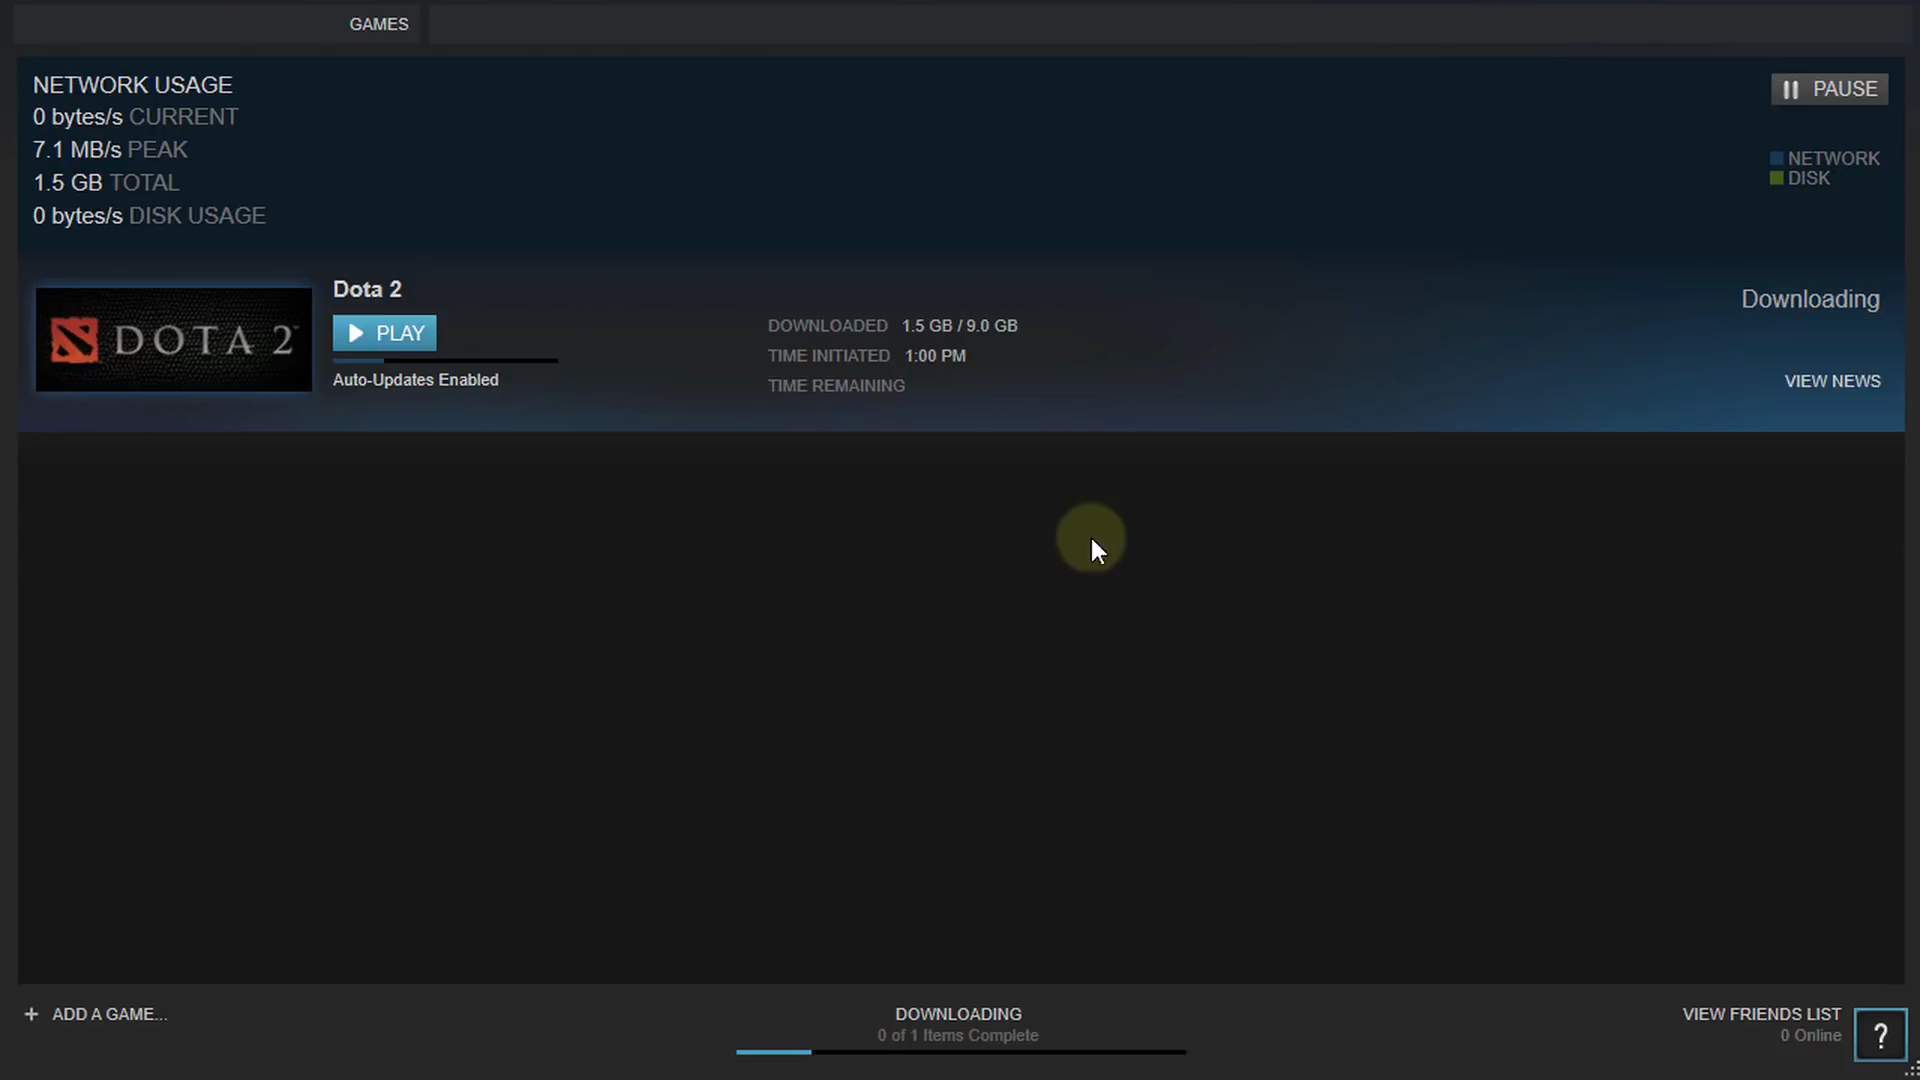 GAMES
NETWORK USAGE
0 bytes/s CURRENT
7.1 MB/s PEAK
1.5 GB TOTAL
0 bytes/s DISK USAGE
PAUSE
NETWORK
DISK
DOTA 2
Dota 2
PLAY
Auto-Updates Enabled
DOWNLOADED 1.5 GB / 9.0 GB
TIME INITIATED 1:00 PM
TIME REMAINING
Downloading
VIEW NEWS
+ ADD A GAME...
DOWNLOADING
0 of 1 Items Complete
VIEW FRIENDS LIST
0 Online
?